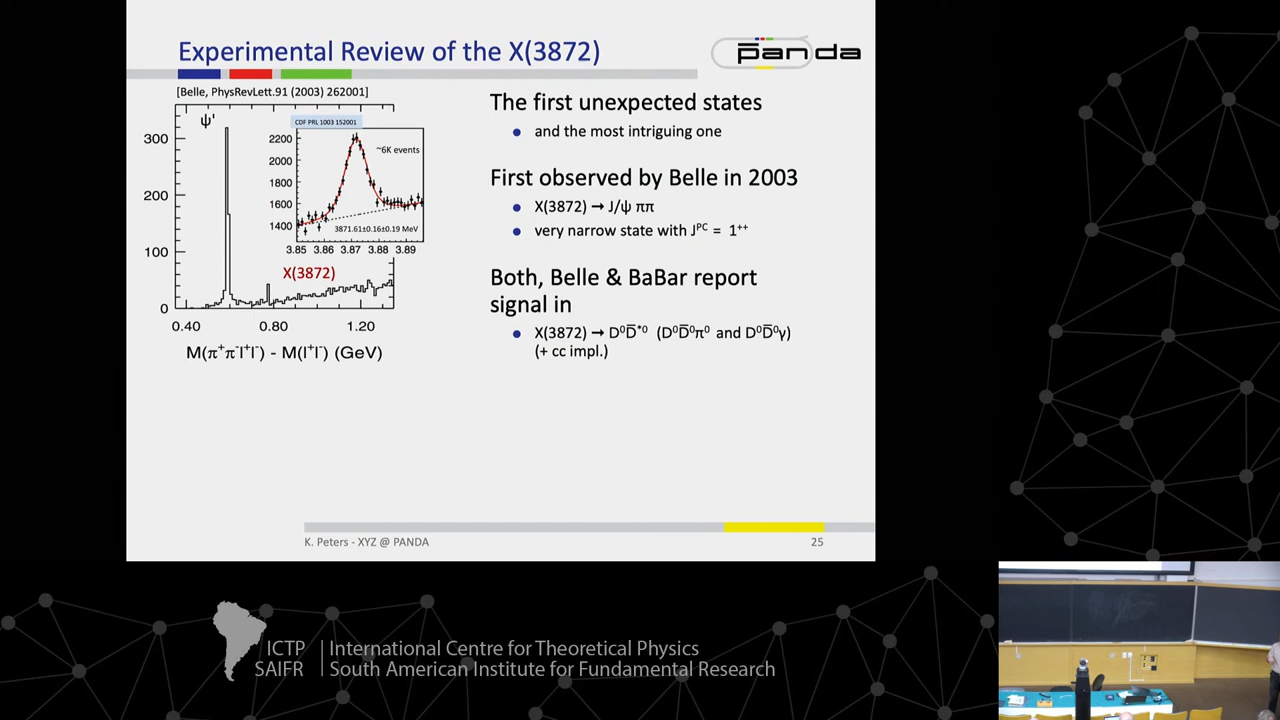 Experimental Review of the X(3872)
panda
[Belle, PhysRevLett.91 (2003) 262001]
ψ'
300
200
100
0
0.40
0.80
1.20
M(π⁺π⁻l⁺l⁻) - M(l⁺l⁻) (GeV)
X(3872)
CDF PRL 1003 152001
2200
2000
1800
1600
1400
~6K events
3871.61±0.16±0.19 MeV
3.85
3.86
3.87
3.88
3.89
The first unexpected states
• and the most intriguing one
First observed by Belle in 2003
• X(3872) → J/ψ ππ
• very narrow state with Jᴾᶜ = 1⁺⁺
Both, Belle & BaBar report
signal in
• X(3872) → D⁰D̅*⁰ (D⁰D̅⁰π⁰ and D⁰D̅⁰γ)
(+ cc impl.)
K. Peters - XYZ @ PANDA
25
ICTP
SAIFR
International Centre for Theoretical Physics
South American Institute for Fundamental Research